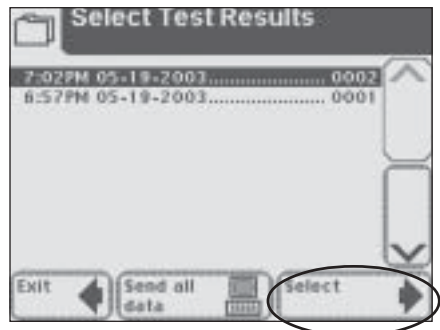 Select Test Results
7:02PM 05-19-2003..................... 0002
6:57PM 05-19-2003..................... 0001
Exit
Send all
data
Select